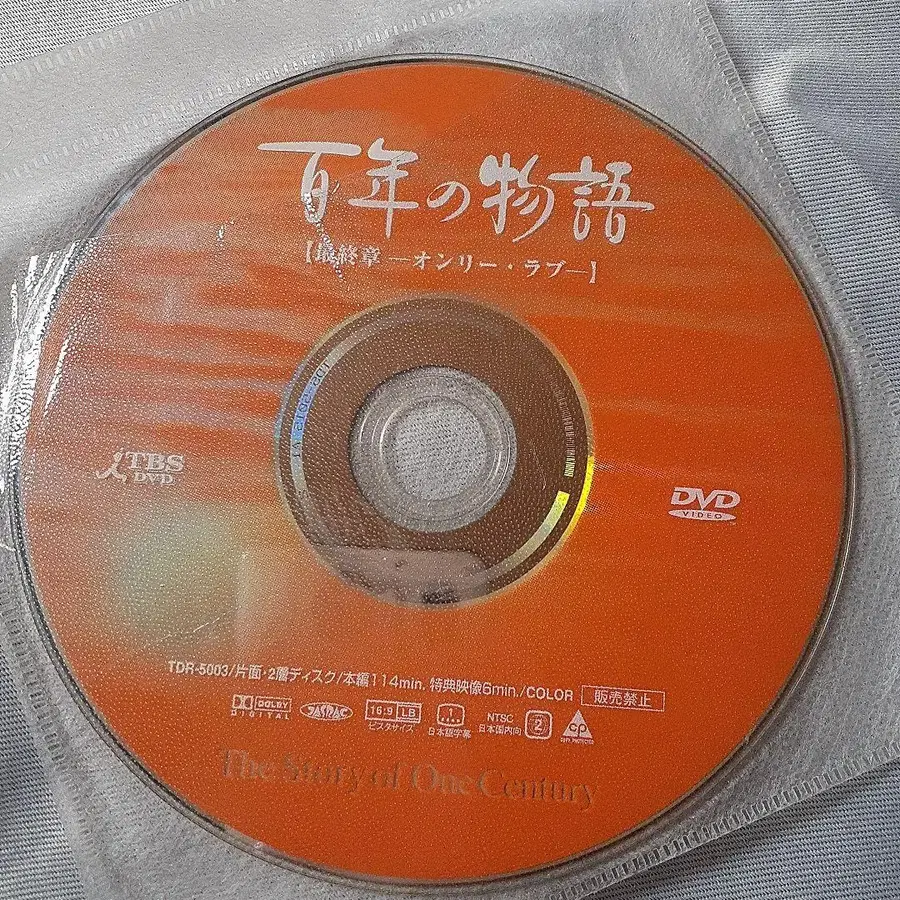 百年の物語
【最終章 ―オンリー・ラブ―】
TBS
DVD
DVD
VIDEO
TDR-5003/片面・2層ディスク/本編114min. 特典映像6min./COLOR 販売禁止
DOLBY
DIGITAL
JASRAC
16:9 LB
ビスタサイズ
1
日本語字幕
NTSC
日本国内向
2
cp
COPY PROTECTED
The Story of One Century